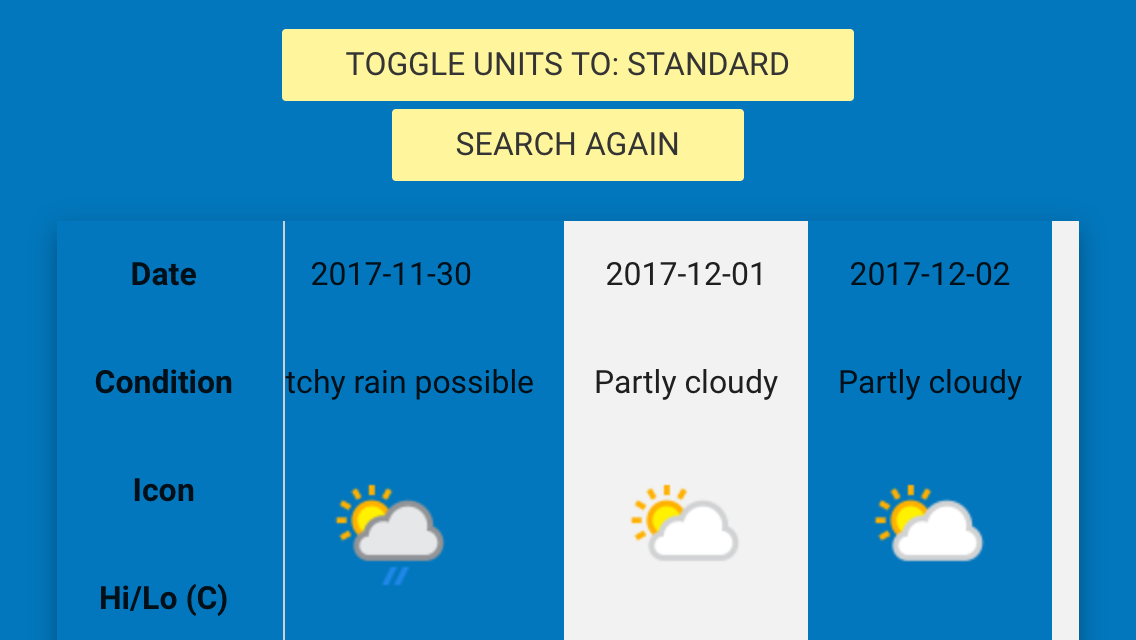 TOGGLE UNITS TO: STANDARD
SEARCH AGAIN
Date 2017-11-30 2017-12-01 2017-12-02
Condition tchy rain possible Partly cloudy Partly cloudy
Icon
Hi/Lo (C)